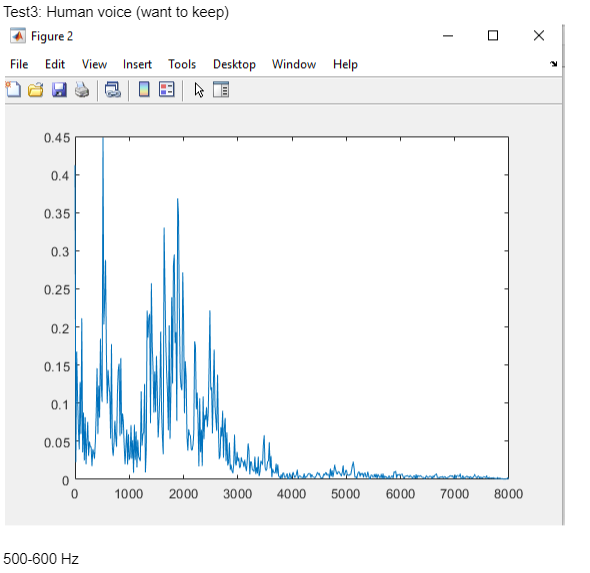 Test3: Human voice (want to keep)
Figure 2
File Edit View Insert Tools Desktop Window Help
0.45
0.4
0.35
0.3
0.25
0.2
0.15
0.1
0.05
0
0 1000 2000 3000 4000 5000 6000 7000 8000
500-600 Hz